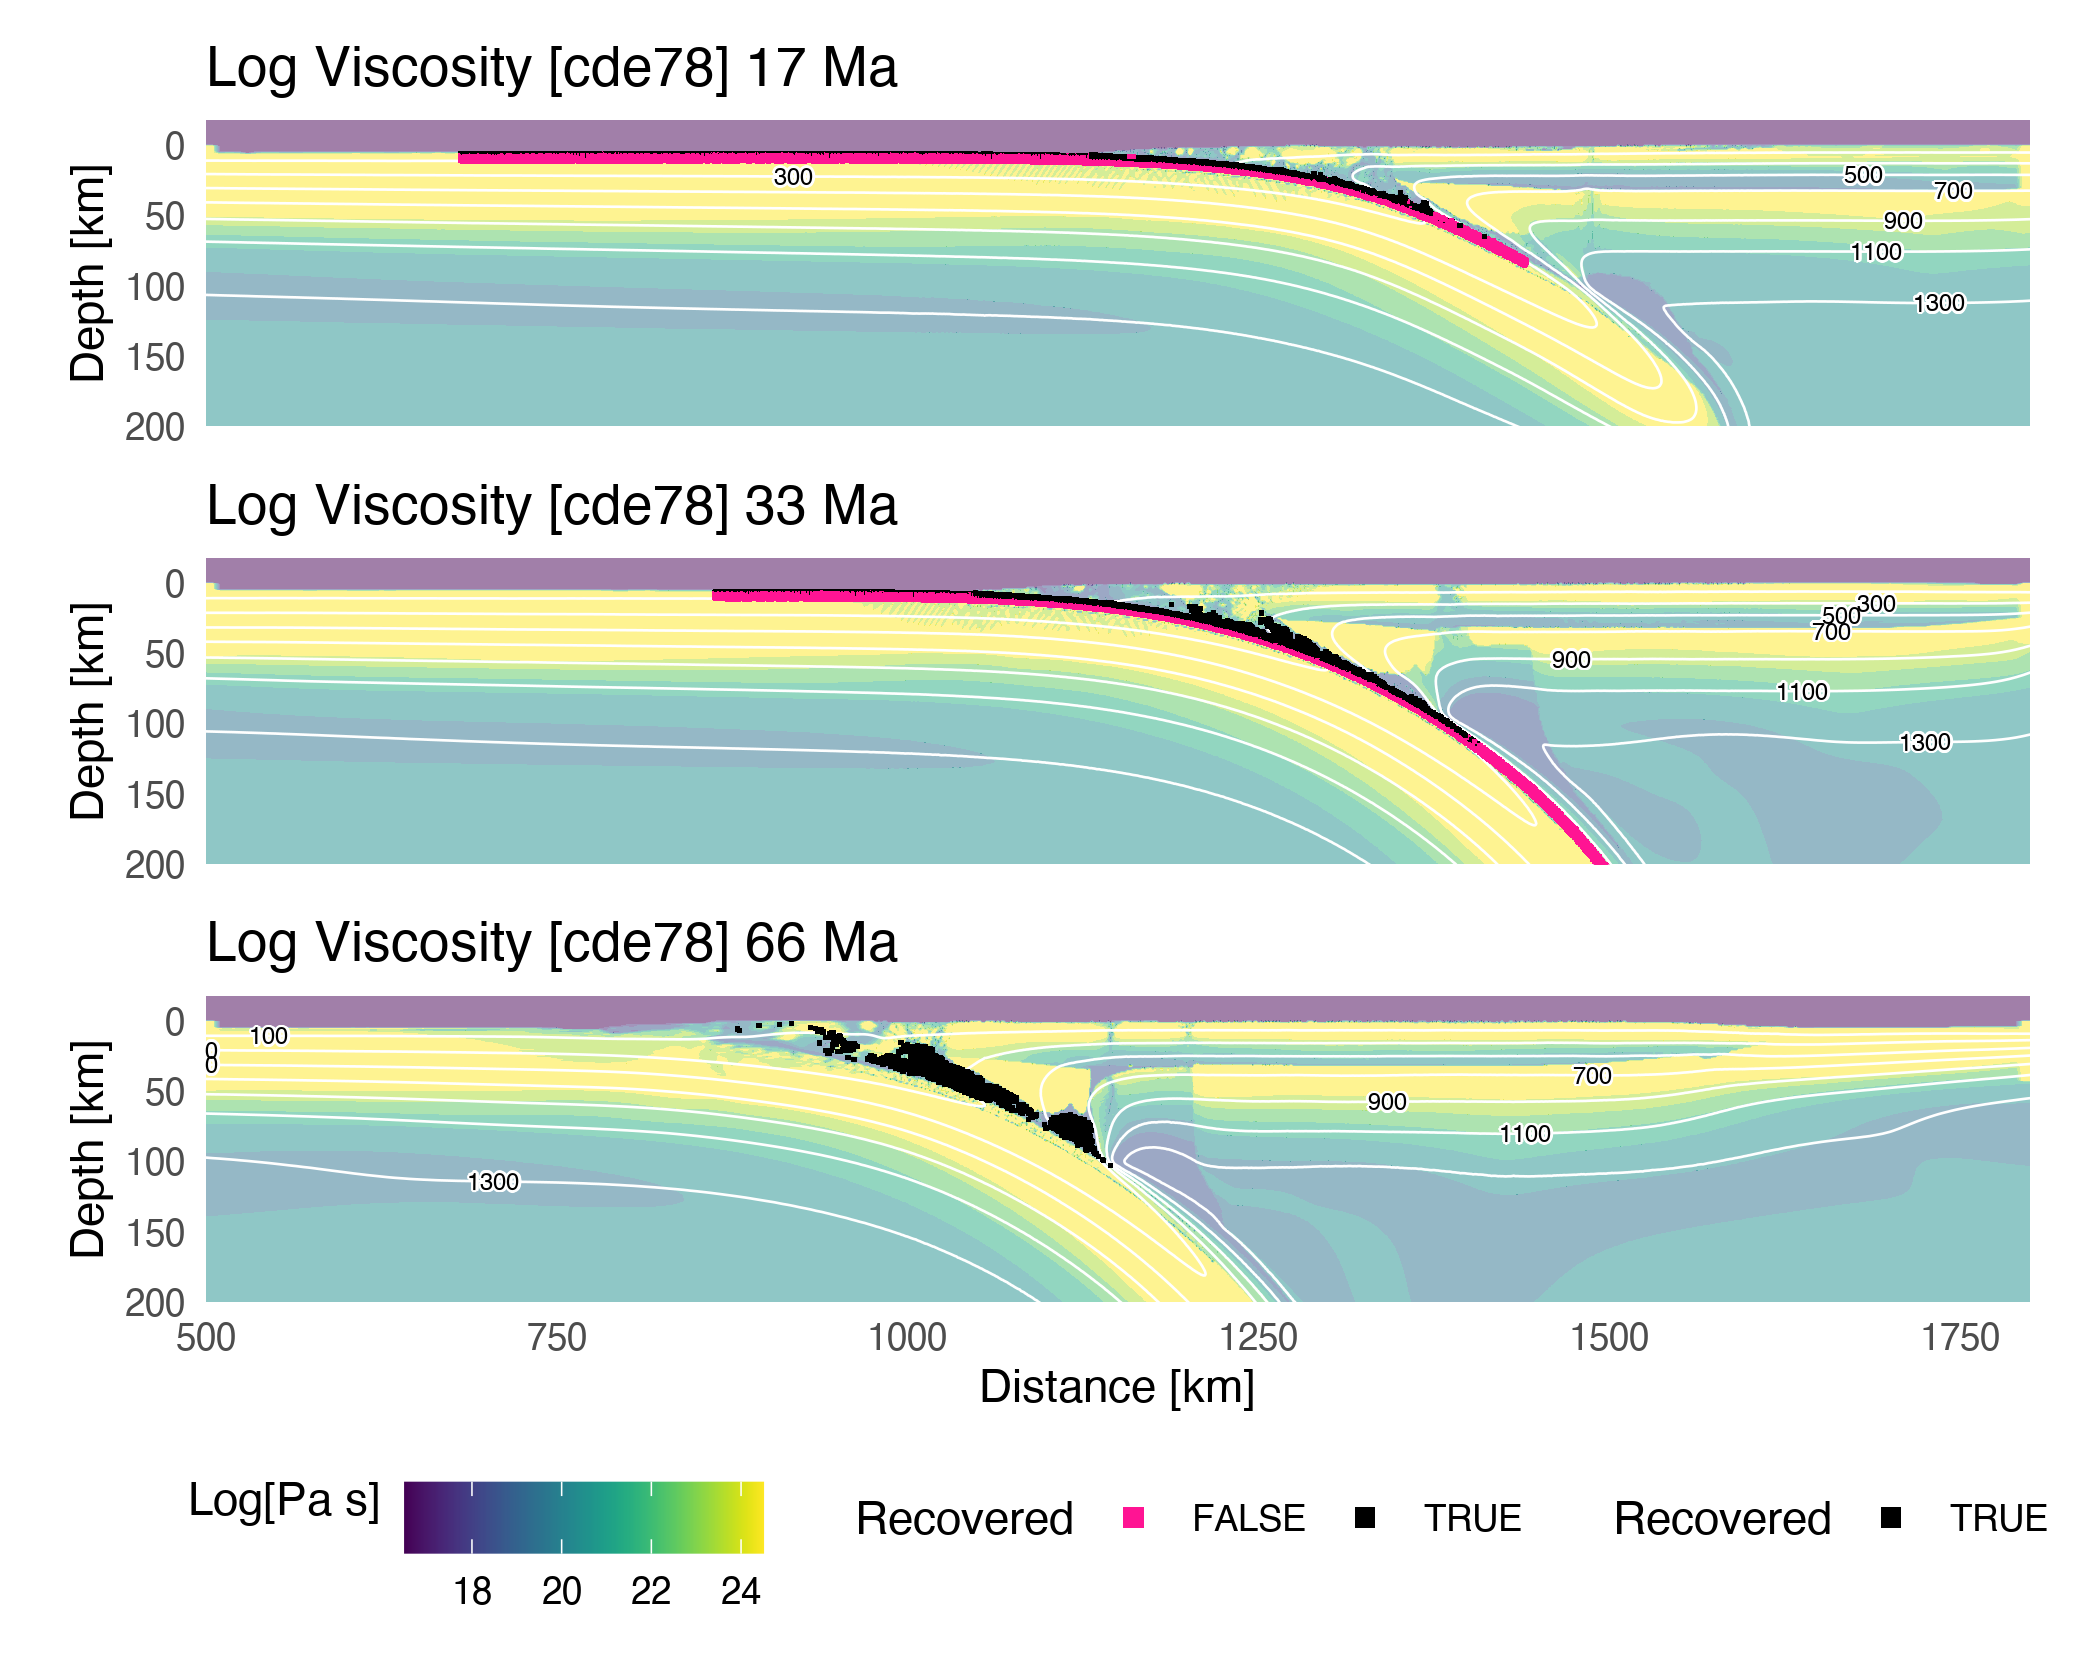 Log Viscosity [cde78] 17 Ma
0
50
100
150
200
Depth [km]
300
500
700
900
1100
1300
Log Viscosity [cde78] 33 Ma
0
50
100
150
200
Depth [km]
300
500
700
900
1100
1300
Log Viscosity [cde78] 66 Ma
0
50
100
150
200
Depth [km]
100
0
0
700
900
1100
1300
500 750 1000 1250 1500 1750
Distance [km]
Log[Pa s]
18 20 22 24
Recovered FALSE TRUE
Recovered TRUE